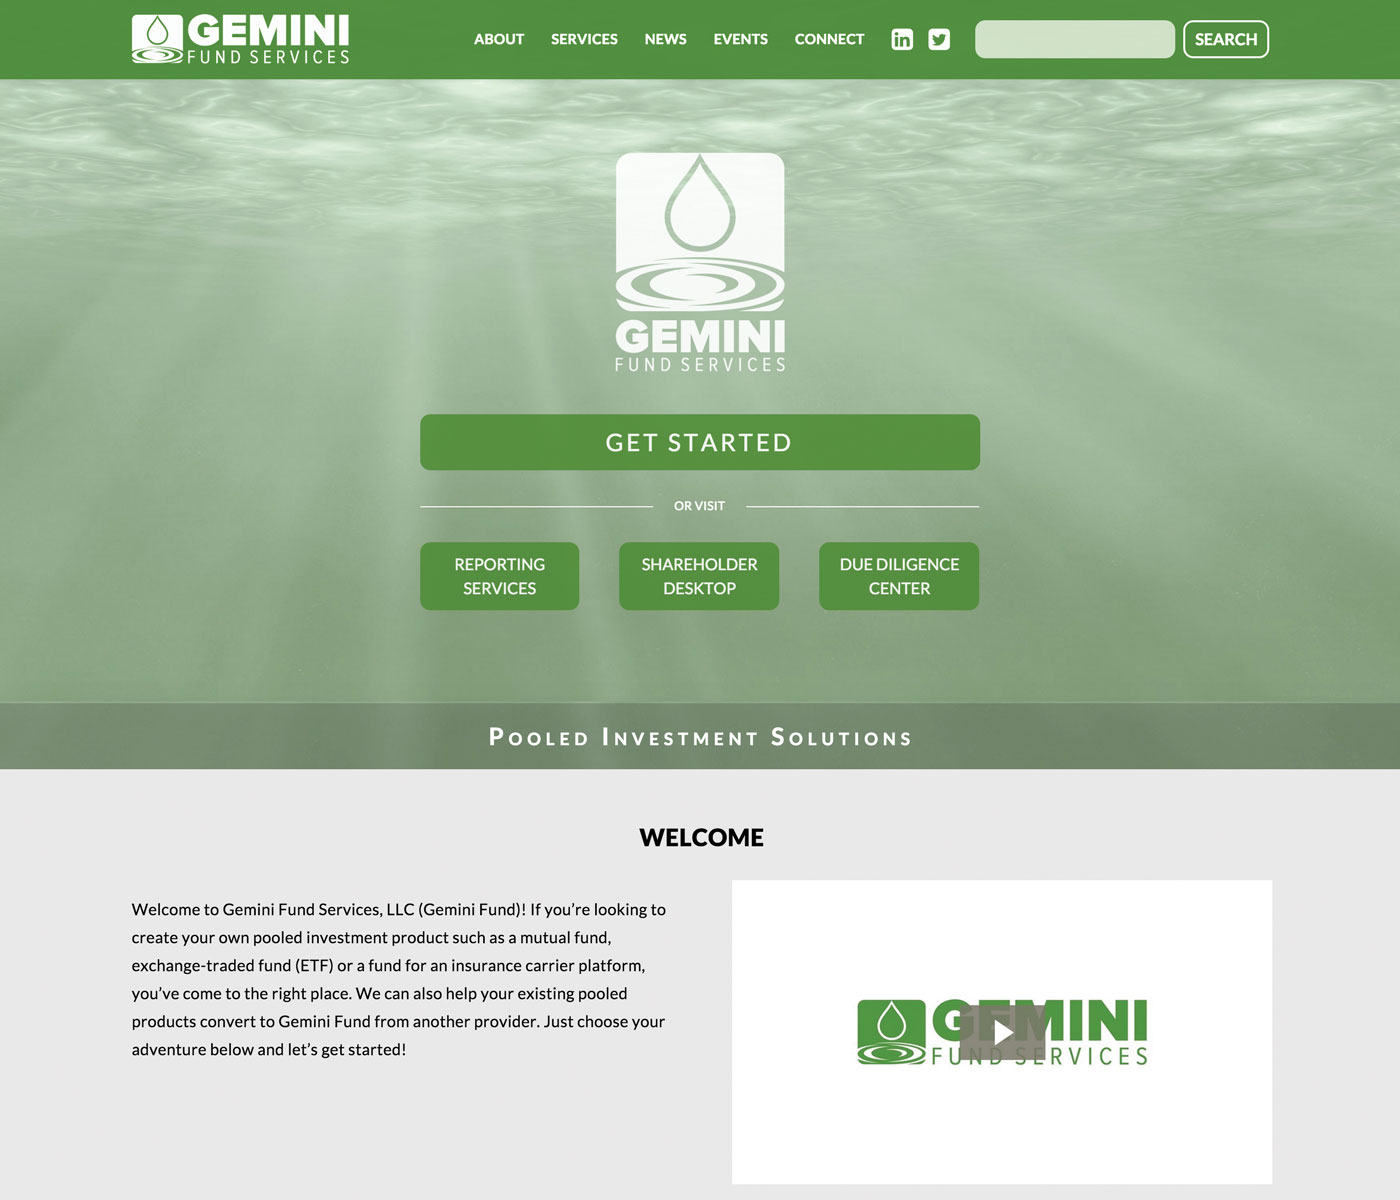 GEMINI
FUND SERVICES
ABOUT
SERVICES
NEWS
EVENTS
CONNECT
in
SEARCH
GEMINI
FUND SERVICES
GET STARTED
OR VISIT
REPORTING
SERVICES
SHAREHOLDER
DESKTOP
DUE DILIGENCE
CENTER
POOLED INVESTMENT SOLUTIONS
WELCOME
Welcome to Gemini Fund Services, LLC (Gemini Fund)! If you’re looking to
create your own pooled investment product such as a mutual fund,
exchange-traded fund (ETF) or a fund for an insurance carrier platform,
you’ve come to the right place. We can also help your existing pooled
products convert to Gemini Fund from another provider. Just choose your
adventure below and let’s get started!
GEMINI
FUND SERVICES